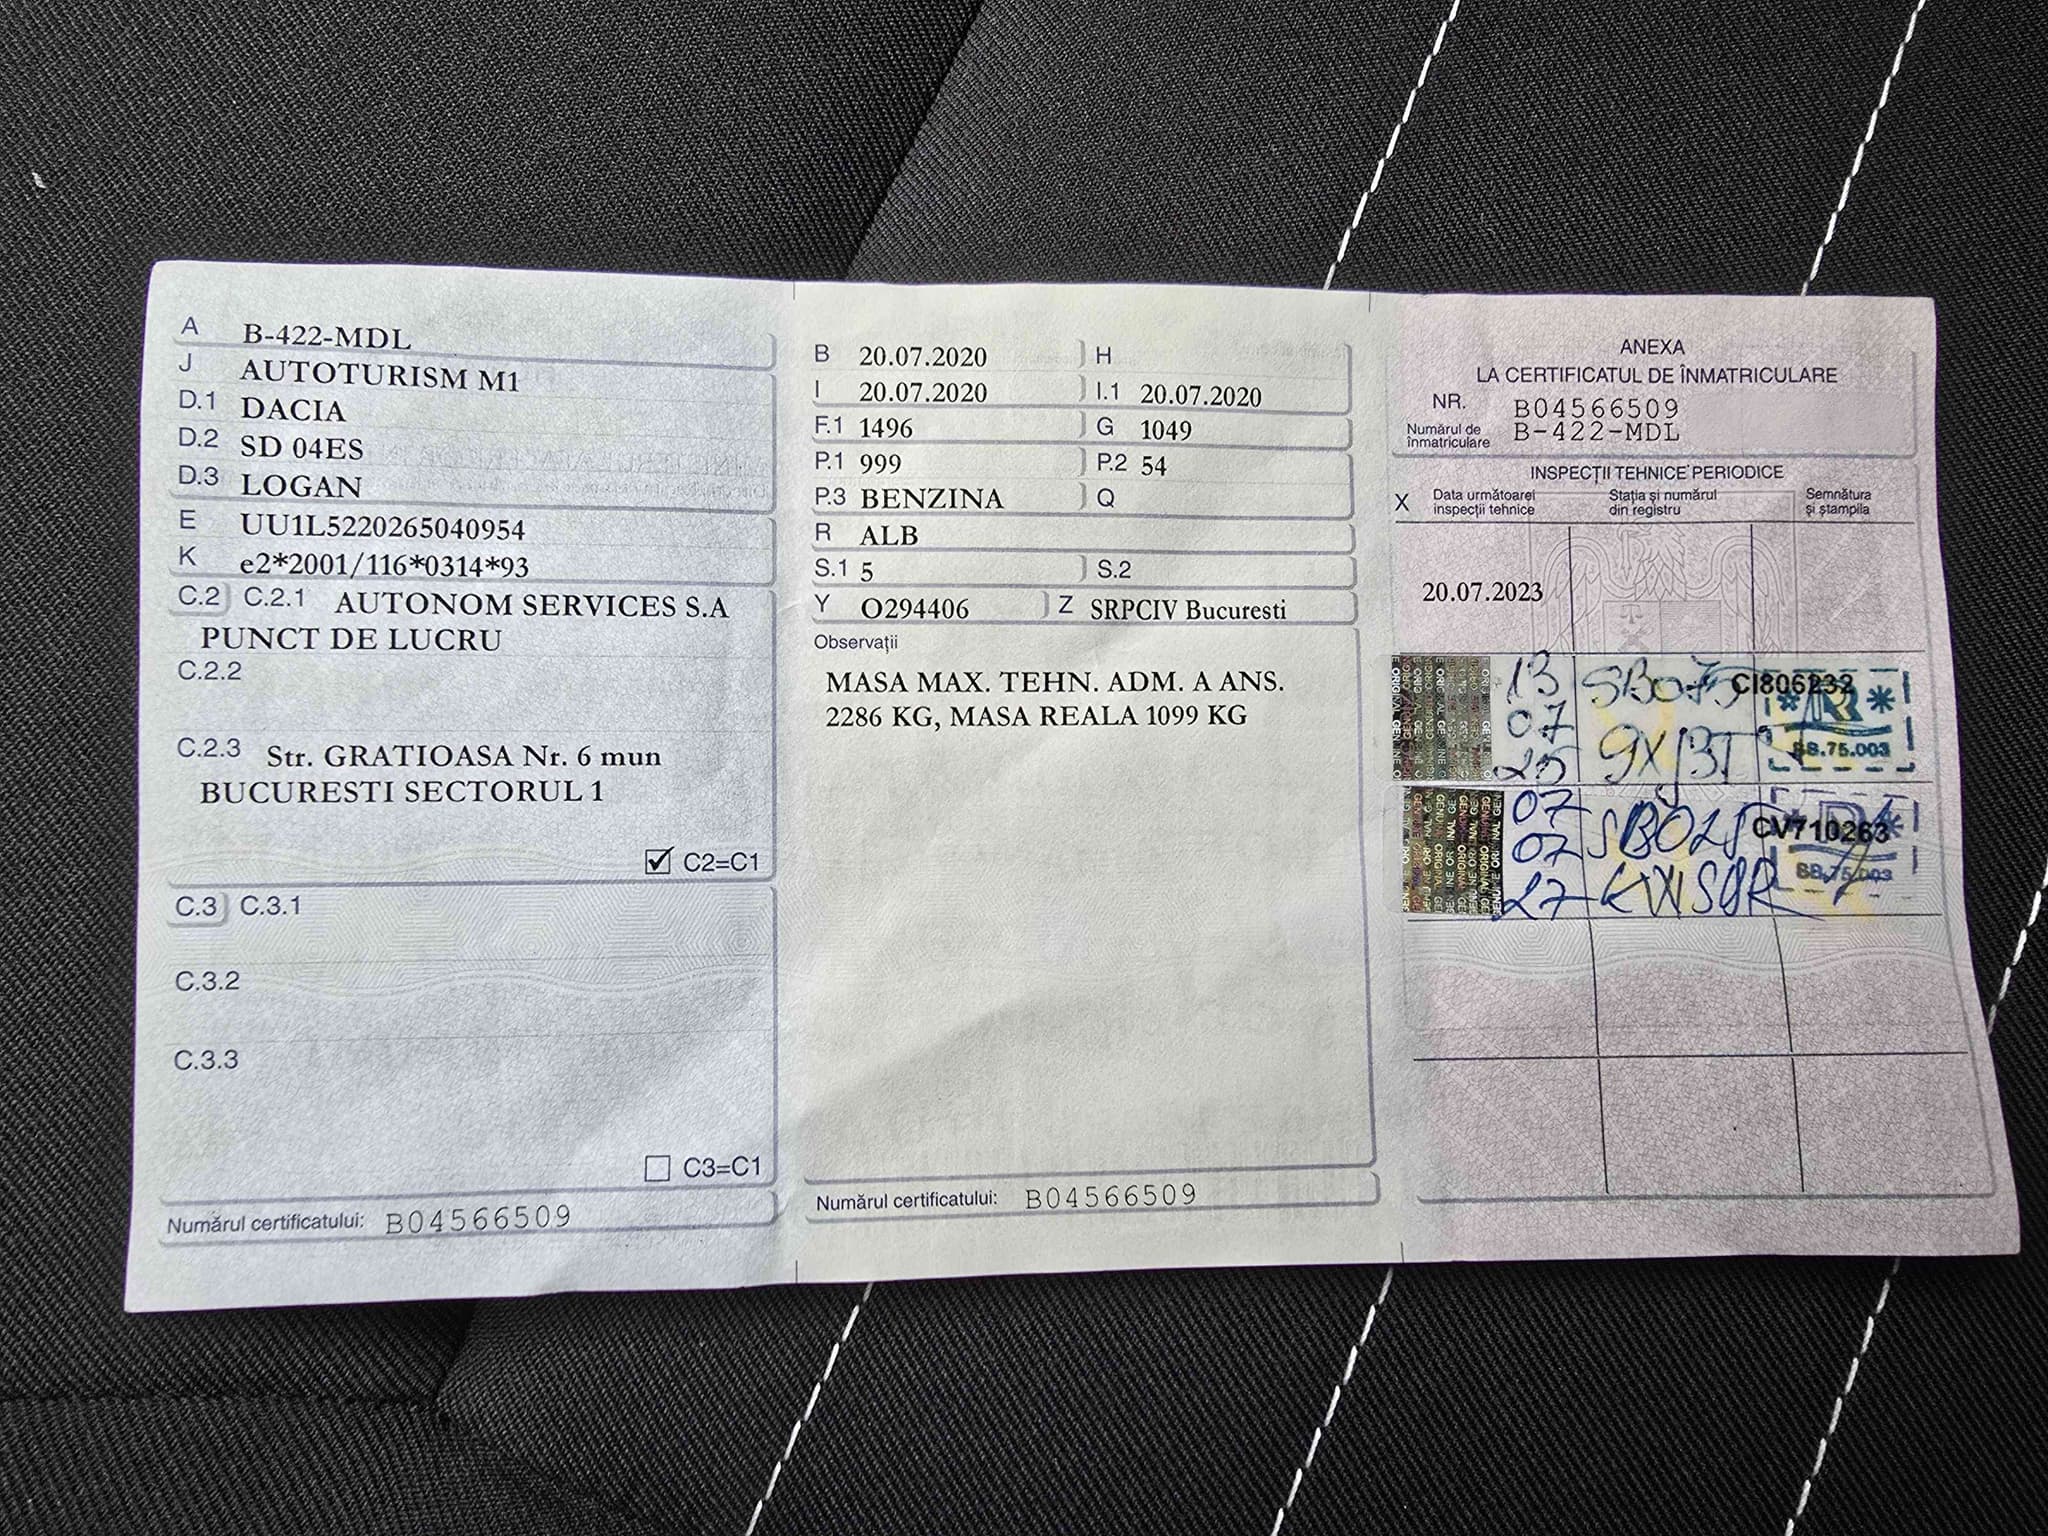 A B-422-MDL
J AUTOTURISM M1
D.1 DACIA
D.2 SD 04ES
D.3 LOGAN
E UU1L5220265040954
K e2*2001/116*0314*93
C.2 C.2.1 AUTONOM SERVICES S.A
PUNCT DE LUCRU
C.2.2
C.2.3 Str. GRATIOASA Nr. 6 mun
BUCURESTI SECTORUL 1
C2=C1
C.3 C.3.1
C.3.2
C.3.3
C3=C1
Numărul certificatului: B04566509
B 20.07.2020 H
I 20.07.2020 I.1 20.07.2020
F.1 1496 G 1049
P.1 999 P.2 54
P.3 BENZINA Q
R ALB
S.1 5 S.2
Y O294406 Z SRPCIV Bucuresti
Observații
MASA MAX. TEHN. ADM. A ANS.
2286 KG, MASA REALA 1099 KG
Numărul certificatului: B04566509
ANEXA
LA CERTIFICATUL DE ÎNMATRICULARE
NR. B04566509
Numărul de
înmatriculare B-422-MDL
INSPECȚII TEHNICE PERIODICE
X Data următoarei
inspecții tehnice
Stația și numărul
din registru
Semnătura
și ștampila
20.07.2023
13 SB075 CI806232
07
25
SB.75.003
07 CV710263
07
27
SB.75.003